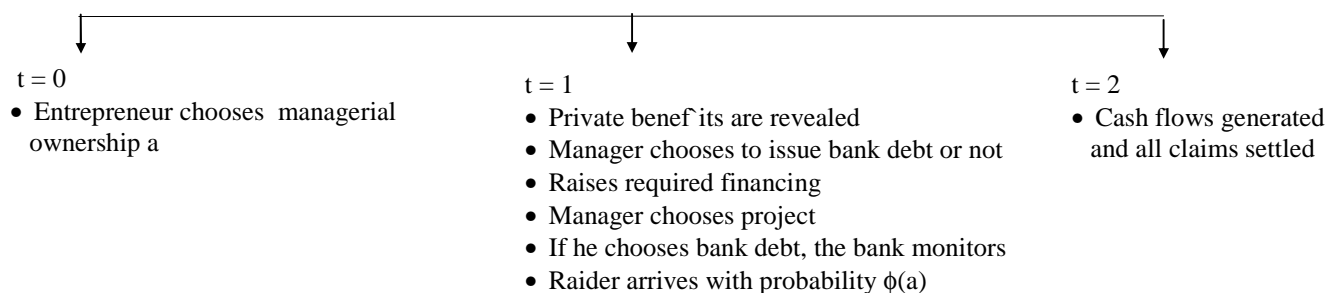 t = 0
• Entrepreneur chooses managerial
ownership a
t = 1
• Private benef`its are revealed
• Manager chooses to issue bank debt or not
• Raises required financing
• Manager chooses project
• If he chooses bank debt, the bank monitors
• Raider arrives with probability ϕ(a)
t = 2
• Cash flows generated
and all claims settled